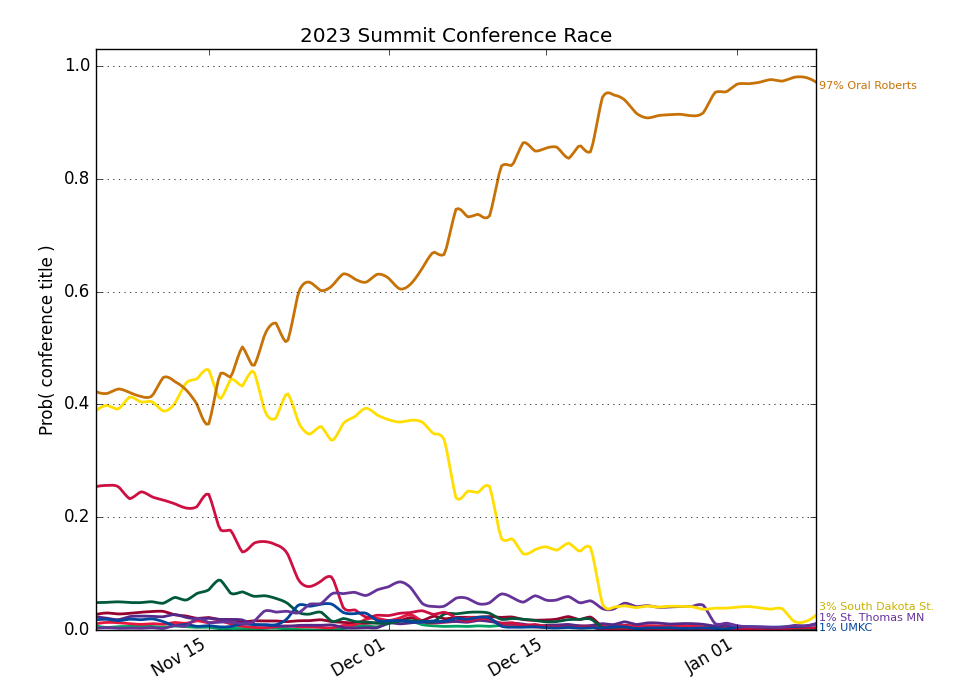 2023 Summit Conference Race
Prob( conference title )
1.0
0.8
0.6
0.4
0.2
0.0
Nov 15
Dec 01
Dec 15
Jan 01
97% Oral Roberts
3% South Dakota St.
1% St. Thomas MN
1% UMKC